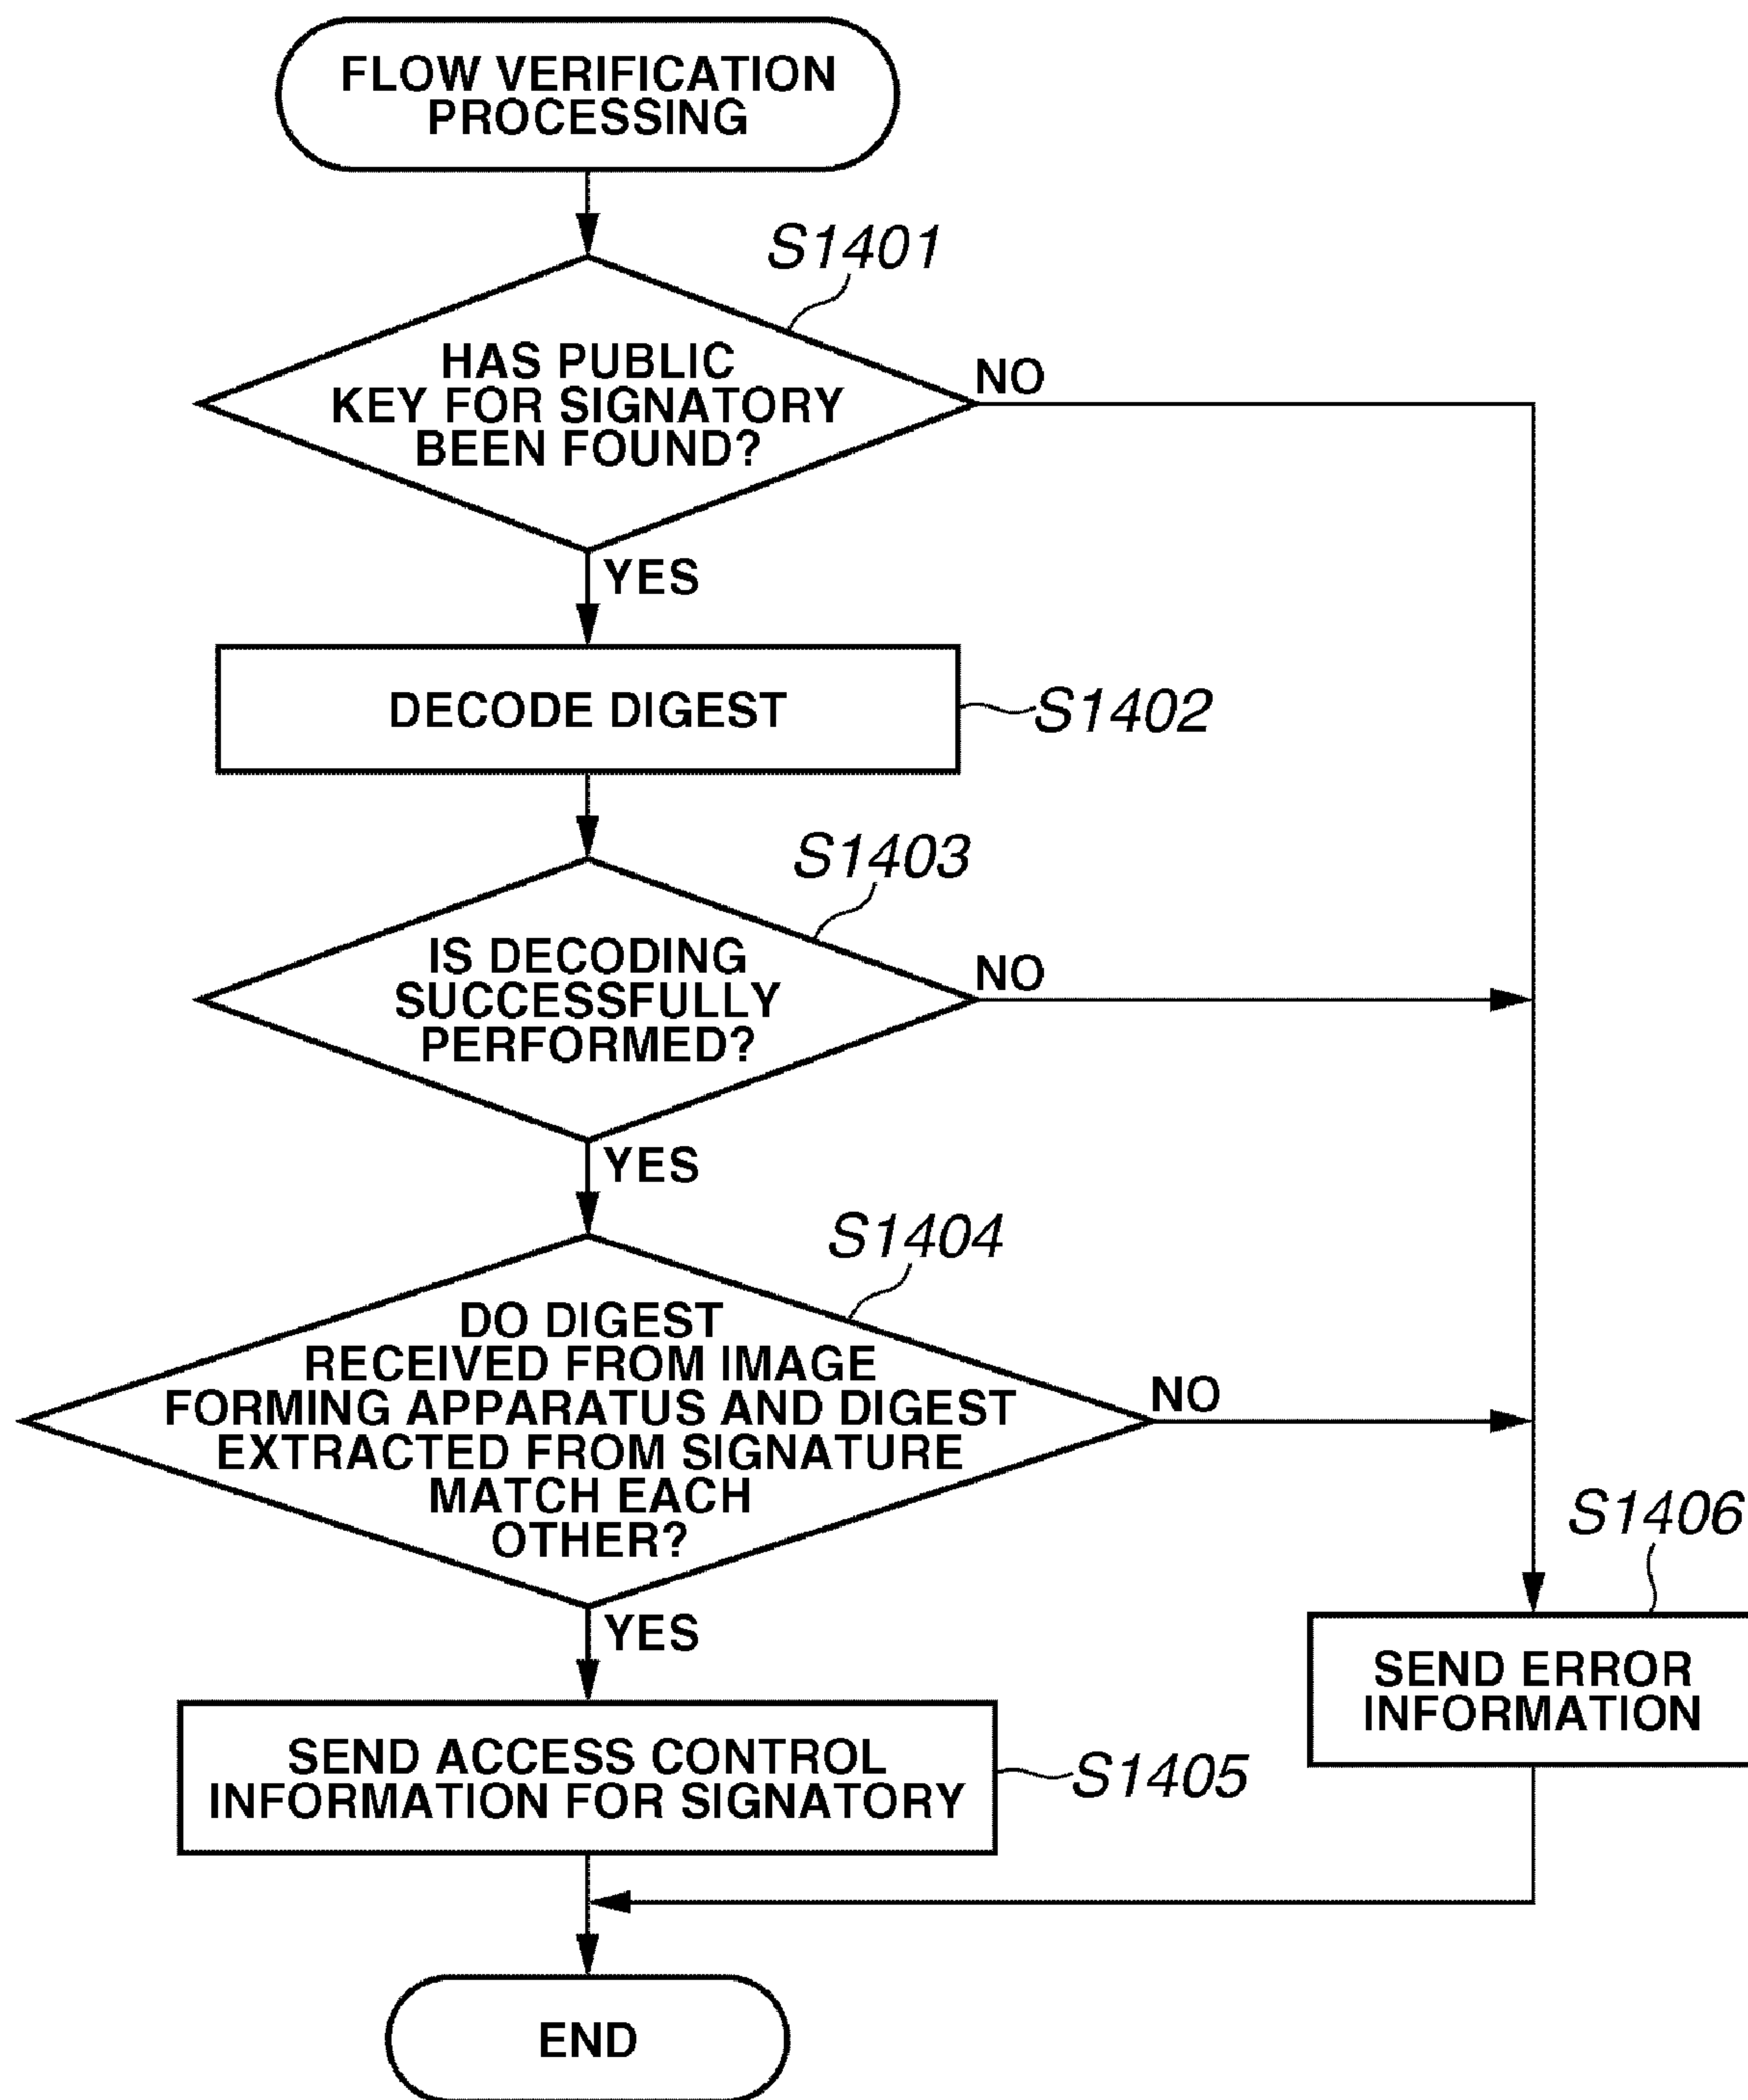 FLOW VERIFICATION
PROCESSING
S1401
HAS PUBLIC
KEY FOR SIGNATORY
BEEN FOUND?
NO
YES
DECODE DIGEST
S1402
S1403
IS DECODING
SUCCESSFULLY
PERFORMED?
NO
YES
S1404
DO DIGEST
RECEIVED FROM IMAGE
FORMING APPARATUS AND DIGEST
EXTRACTED FROM SIGNATURE
MATCH EACH
OTHER?
NO
YES
S1406
SEND ERROR
INFORMATION
SEND ACCESS CONTROL
INFORMATION FOR SIGNATORY
S1405
END